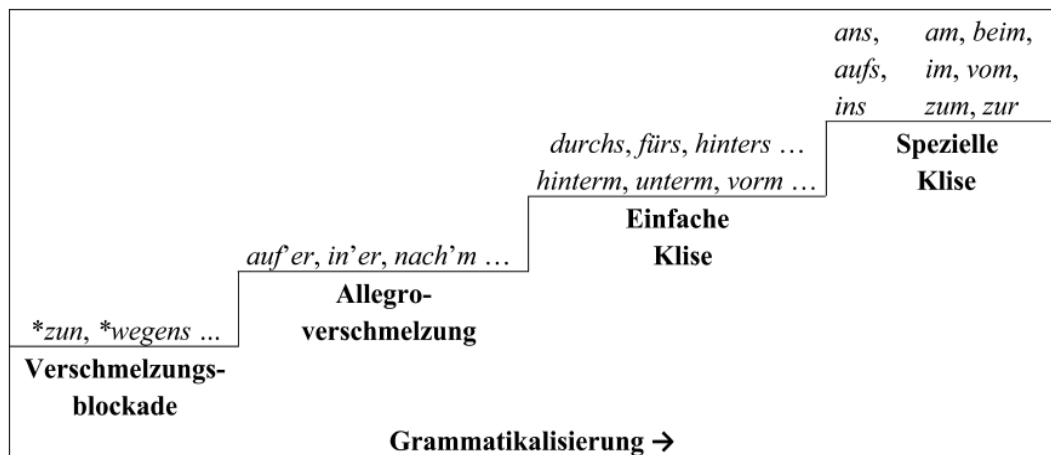 ans, am, beim,
aufs, im, vom,
ins zum, zur
durchs, fürs, hinters …
hinterm, unterm, vorm …
Spezielle
Klise
auf’er, in’er, nach’m …
Einfache
Klise
*zun, *wegens ...
Allegro-
verschmelzung
Verschmelzungs-
blockade
Grammatikalisierung →